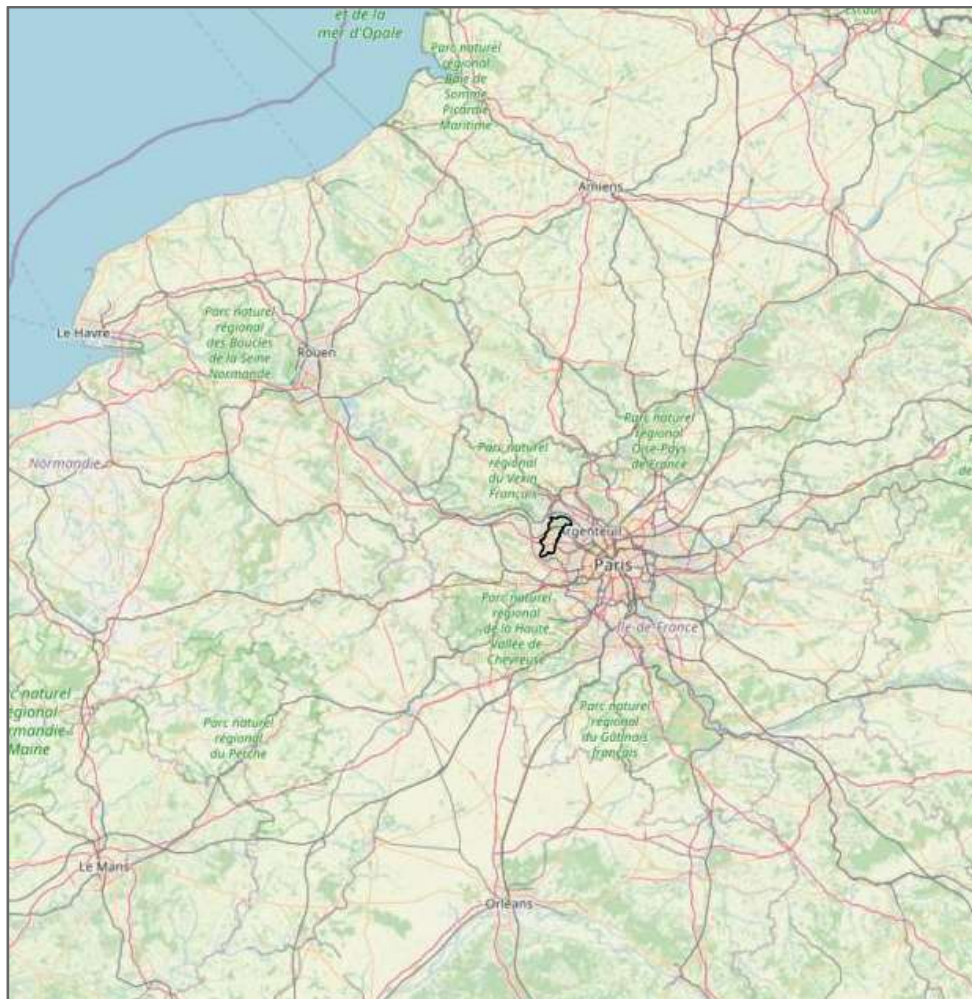 et de la
mer d'Opale
Parc naturel
régional
Baie de
Somme
Picardie
Maritime
Amiens
Le Havre
Parc naturel
régional
des Boucles
de la Seine
Normande
Rouen
Parc naturel
régional
Oise-Pays
de France
Normandie
Parc naturel
régional
du Vexin
Français
Argenteuil
Paris
Parc naturel
régional
de la Haute
Vallée de
Chevreuse
Île-de-France
Parc naturel
régional
du Gâtinais
français
rc naturel
égional
rmandie-
Maine
Parc naturel
régional
du Perche
Le Mans
Orléans